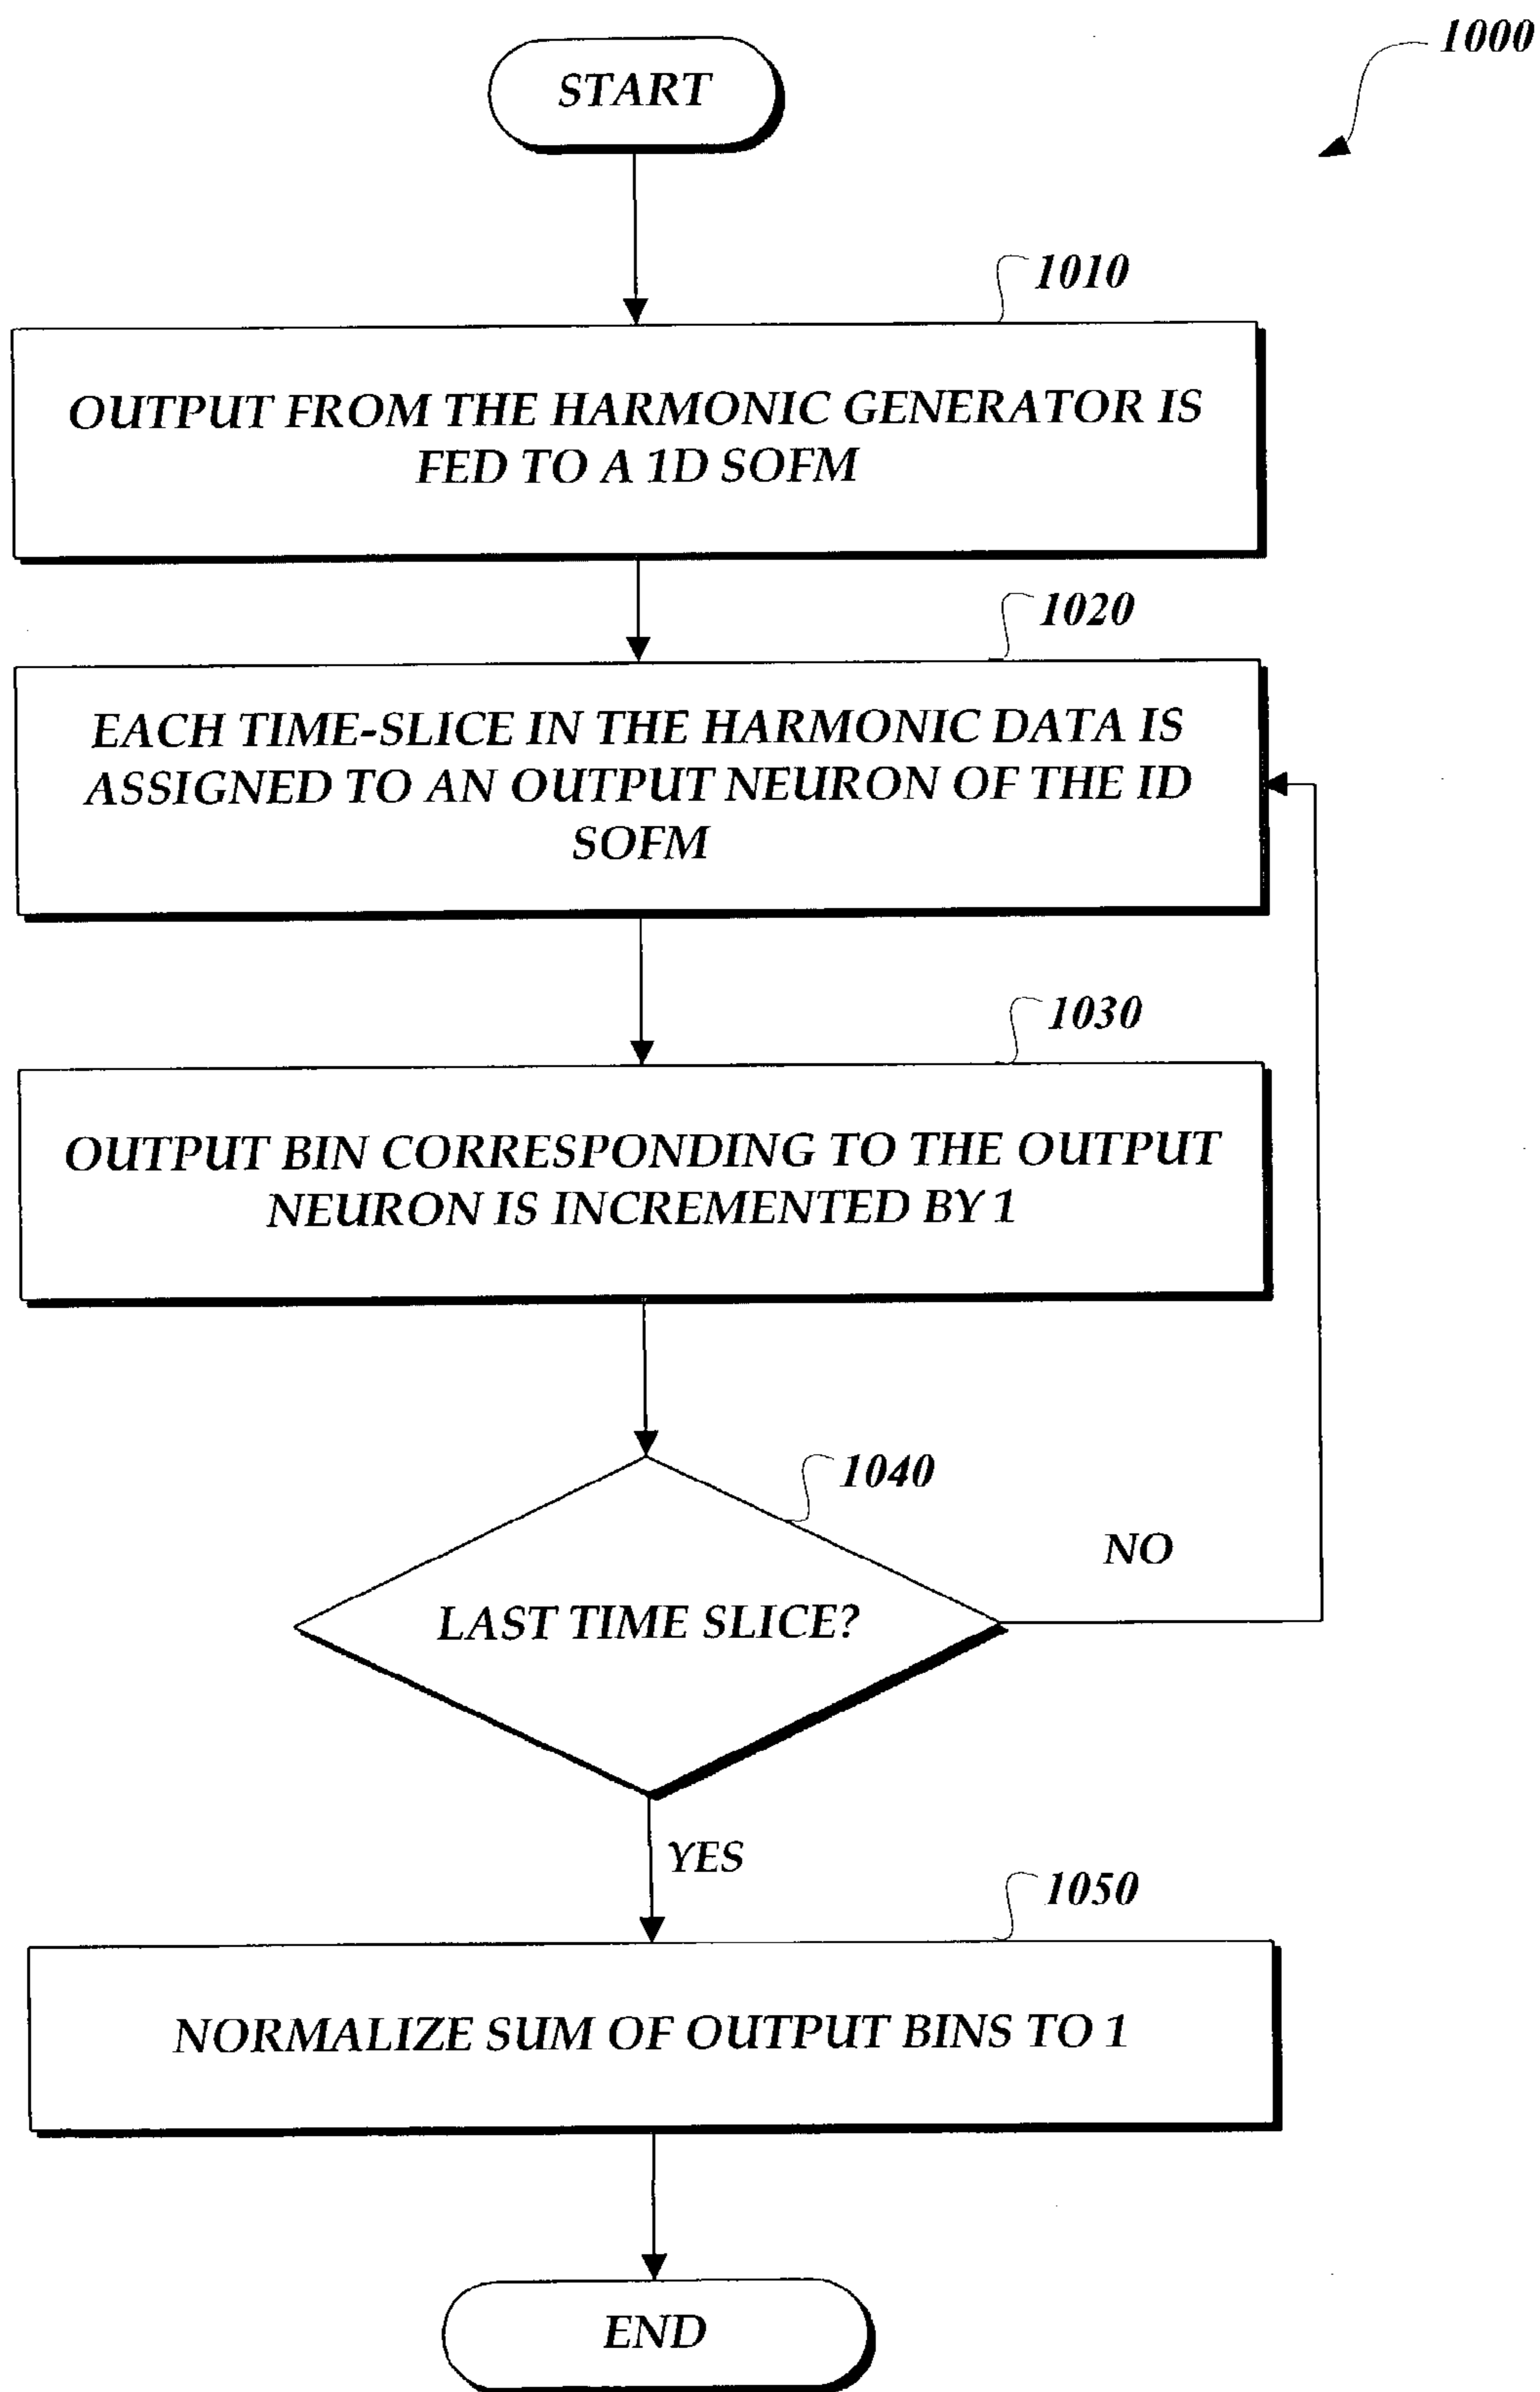 1000
START
1010
OUTPUT FROM THE HARMONIC GENERATOR IS
FED TO A 1D SOFM
1020
EACH TIME-SLICE IN THE HARMONIC DATA IS
ASSIGNED TO AN OUTPUT NEURON OF THE ID
SOFM
1030
OUTPUT BIN CORRESPONDING TO THE OUTPUT
NEURON IS INCREMENTED BY 1
1040
NO
LAST TIME SLICE?
YES
1050
NORMALIZE SUM OF OUTPUT BINS TO 1
END